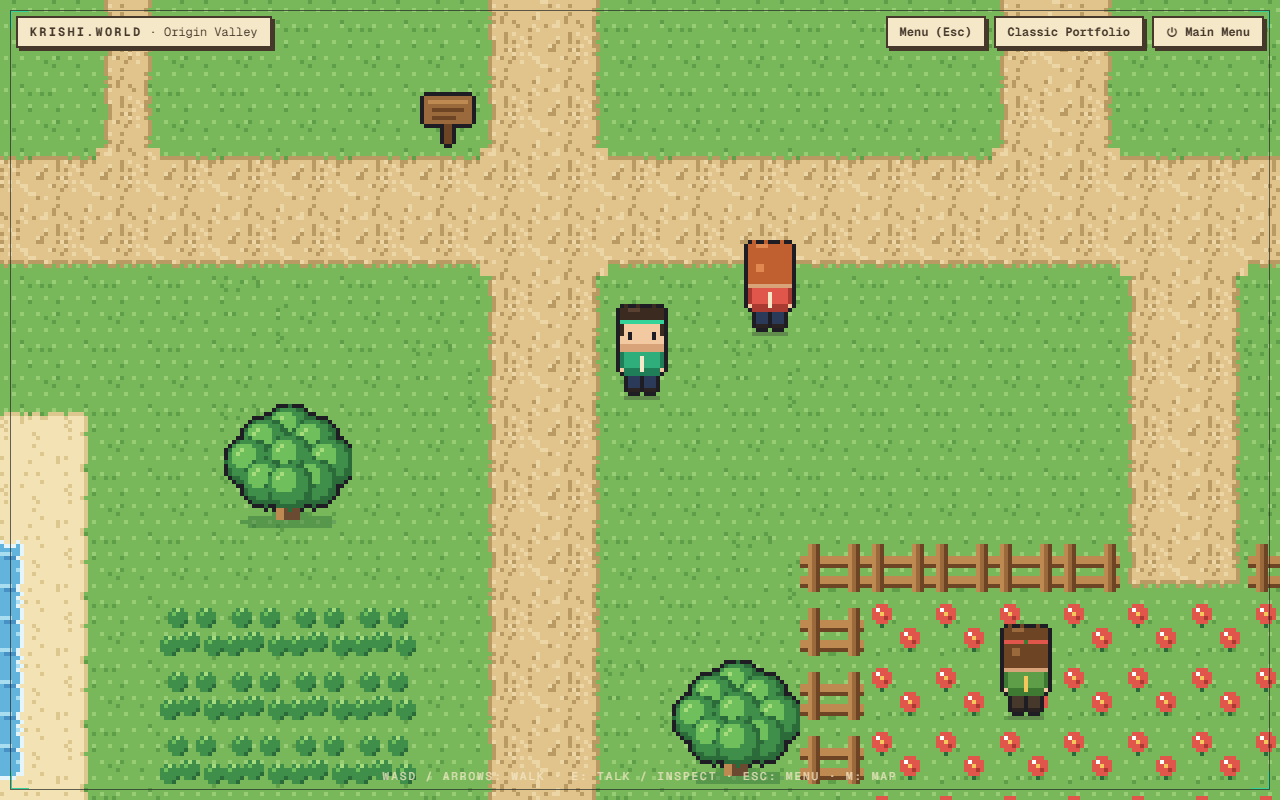 KRISHI.WORLD · Origin Valley
Menu (Esc)
Classic Portfolio
Main Menu
WASD / ARROWS: WALK · E: TALK / INSPECT · ESC: MENU · M: MAP